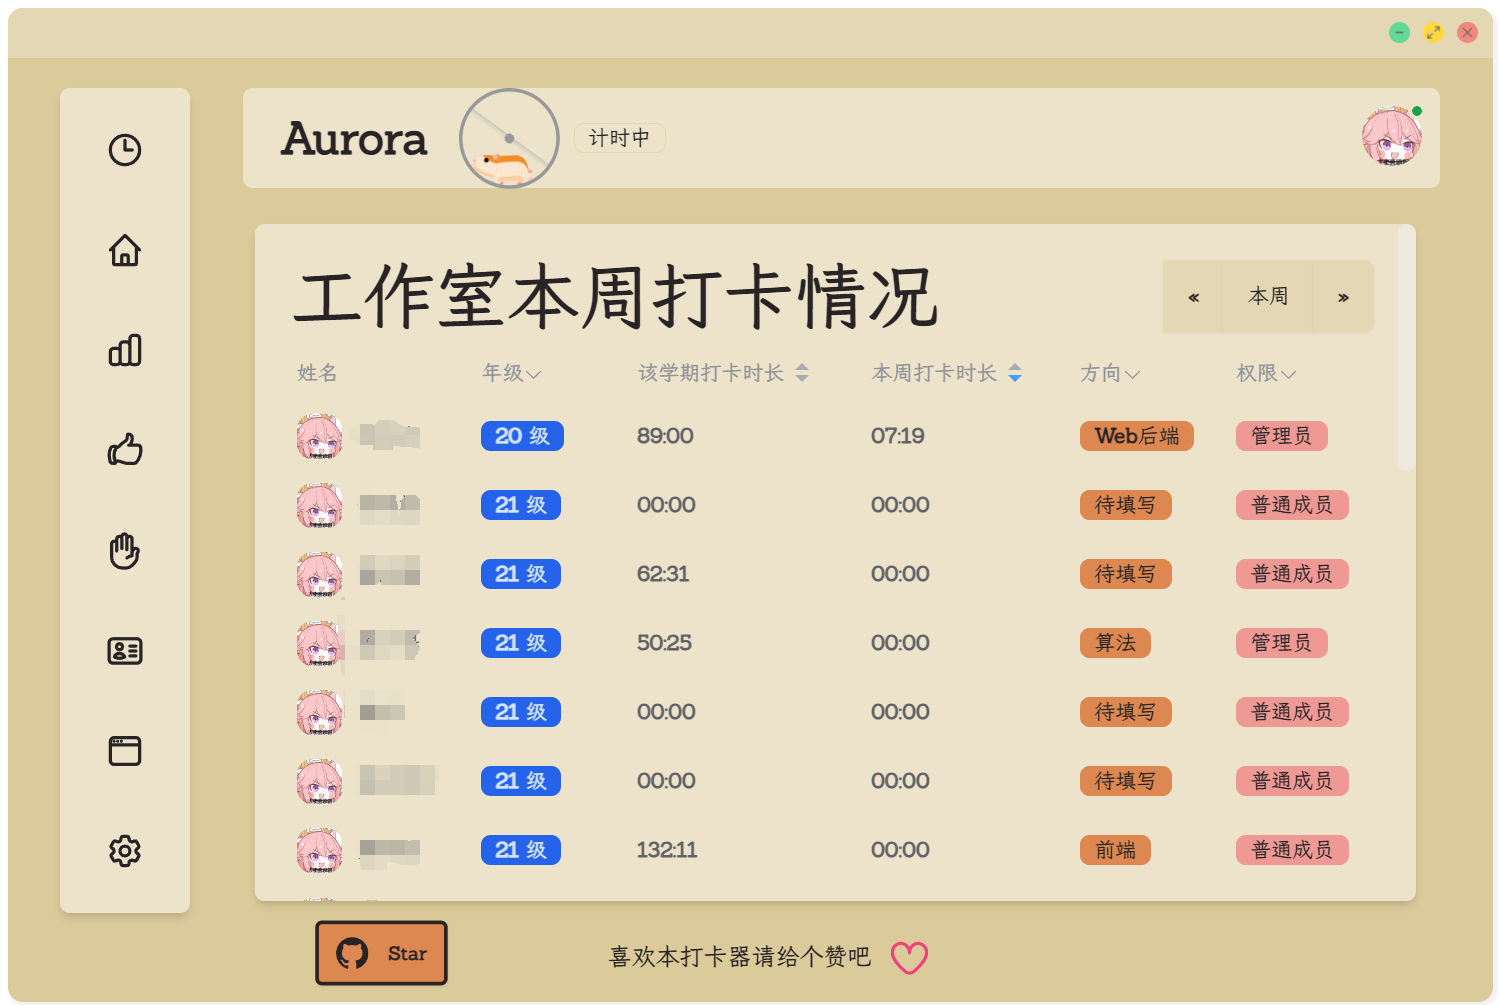 Aurora
计时中
工作室本周打卡情况
« 本周 »
姓名 年级 该学期打卡时长 本周打卡时长 方向 权限
20 级 89:00 07:19 Web后端 管理员
21 级 00:00 00:00 待填写 普通成员
21 级 62:31 00:00 待填写 普通成员
21 级 50:25 00:00 算法 管理员
21 级 00:00 00:00 待填写 普通成员
21 级 00:00 00:00 待填写 普通成员
21 级 132:11 00:00 前端 普通成员
Star
喜欢本打卡器请给个赞吧